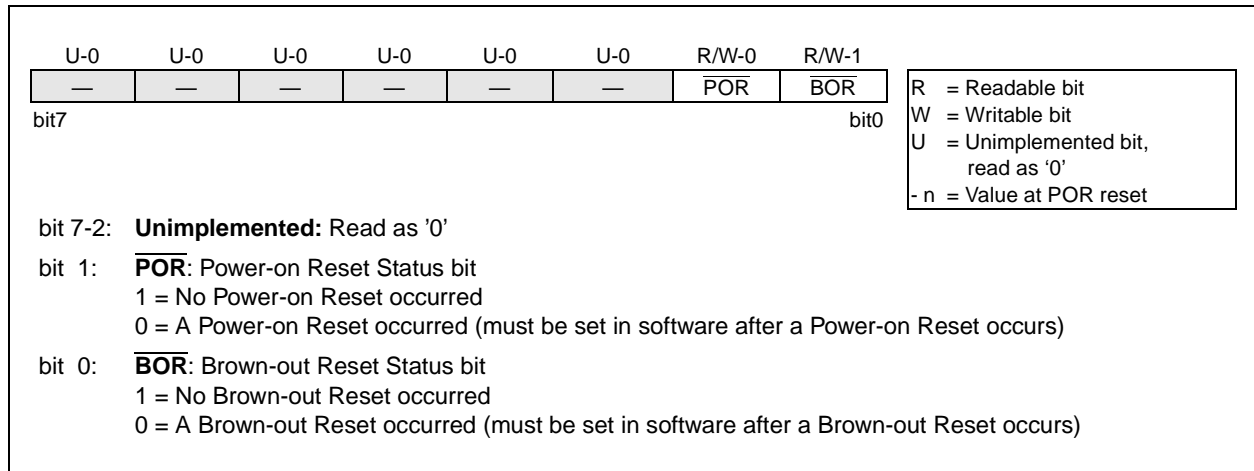 U-0 U-0 U-0 U-0 U-0 U-0 R/W-0 R/W-1
— — — — — — P̅O̅R̅ B̅O̅R̅
bit7 bit0
R = Readable bit
W = Writable bit
U = Unimplemented bit,
read as ‘0’
- n = Value at POR reset
bit 7-2: Unimplemented: Read as ’0’
bit 1: P̅O̅R̅: Power-on Reset Status bit
1 = No Power-on Reset occurred
0 = A Power-on Reset occurred (must be set in software after a Power-on Reset occurs)
bit 0: B̅O̅R̅: Brown-out Reset Status bit
1 = No Brown-out Reset occurred
0 = A Brown-out Reset occurred (must be set in software after a Brown-out Reset occurs)